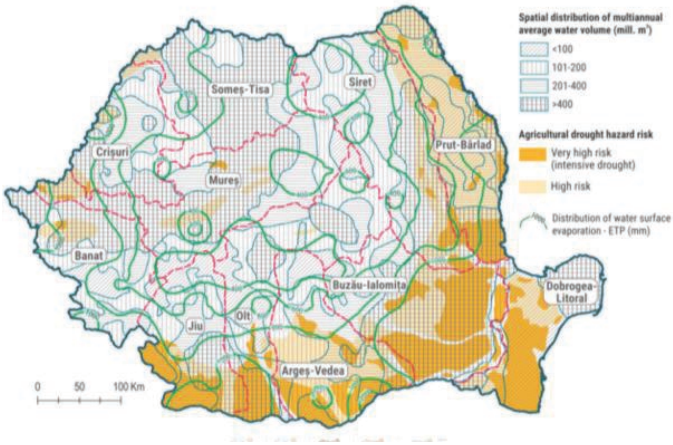 Spatial distribution of multiannual
average water volume (mill. m³)
<100
101-200
201-400
>400
Agricultural drought hazard risk
Very high risk
(intensive drought)
High risk
Distribution of water surface
evaporation - ETP (mm)
Someș-Tisa
Siret
Crișuri
Prut-Bârlad
Mureș
Banat
Buzău-Ialomița
Dobrogea-
Litoral
Olt
Jiu
Argeș-Vedea
0 50 100 Km